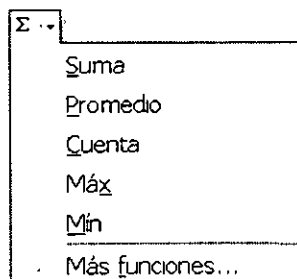 Σ
Suma
Promedio
Cuenta
Máx
Mín
Más funciones...